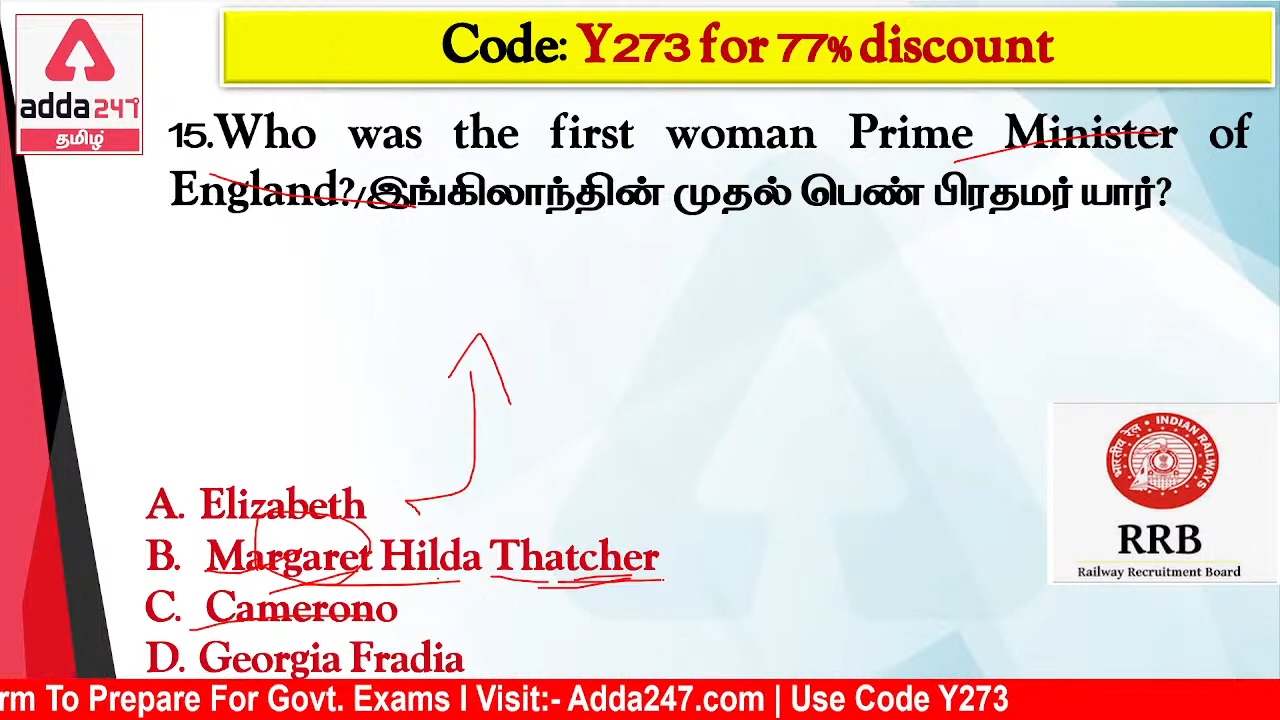 Code: Y273 for 77% discount
adda247
தமிழ்
15.Who was the first woman Prime Minister of
England?/இங்கிலாந்தின் முதல் பெண் பிரதமர் யார்?
A. Elizabeth
B. Margaret Hilda Thatcher
C. Camerono
D. Georgia Fradia
भारतीय रेल • INDIAN RAILWAYS
RRB
Railway Recruitment Board
rm To Prepare For Govt. Exams I Visit:- Adda247.com | Use Code Y273